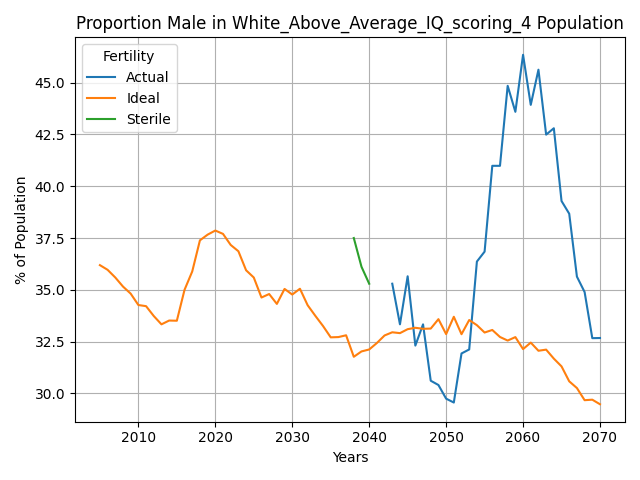 Proportion Male in White_Above_Average_IQ_scoring_4 Population
Fertility
Actual
Ideal
Sterile
% of Population
45.0
42.5
40.0
37.5
35.0
32.5
30.0
2010 2020 2030 2040 2050 2060 2070
Years